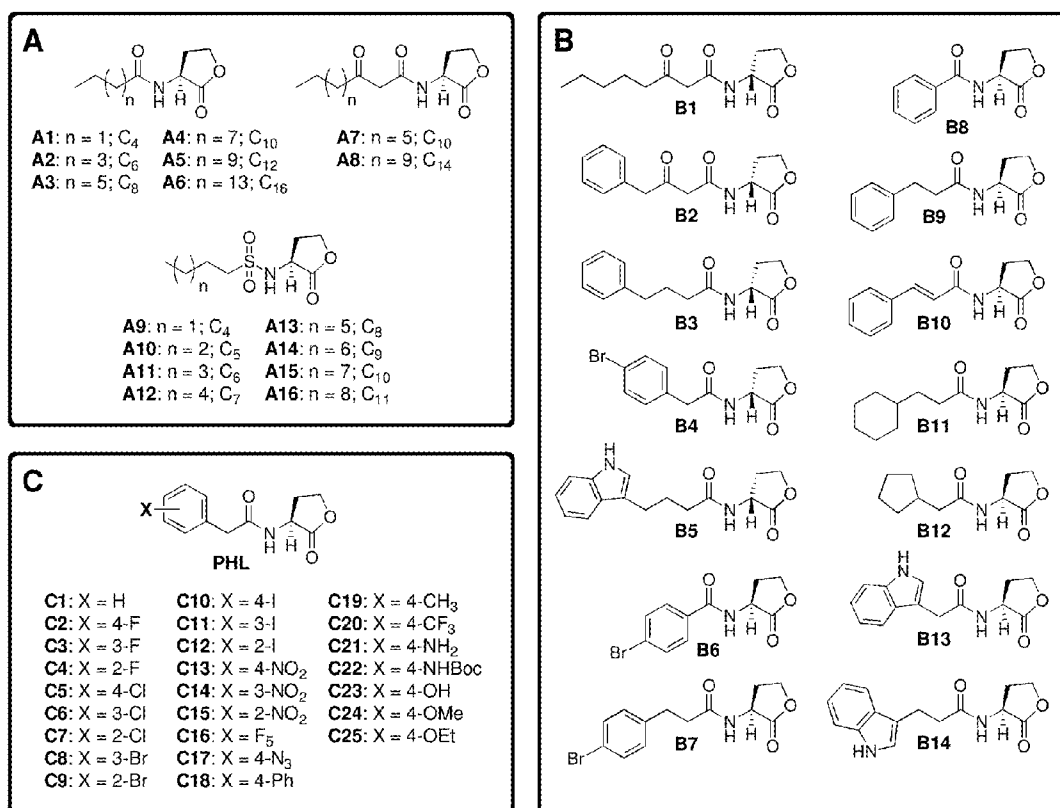 A
O
N
H
H
O
O
n
O
O
N
H
H
O
O
n
A1: n = 1; C4
A4: n = 7; C10
A7: n = 5; C10
A2: n = 3; C6
A5: n = 9; C12
A8: n = 9; C14
A3: n = 5; C8
A6: n = 13; C16
O
S
O
N
H
H
O
O
n
A9: n = 1; C4
A13: n = 5; C8
A10: n = 2; C5
A14: n = 6; C9
A11: n = 3; C6
A15: n = 7; C10
A12: n = 4; C7
A16: n = 8; C11
C
X
O
N
H
H
O
O
PHL
C1: X = H
C2: X = 4-F
C3: X = 3-F
C4: X = 2-F
C5: X = 4-Cl
C6: X = 3-Cl
C7: X = 2-Cl
C8: X = 3-Br
C9: X = 2-Br
C10: X = 4-I
C11: X = 3-I
C12: X = 2-I
C13: X = 4-NO2
C14: X = 3-NO2
C15: X = 2-NO2
C16: X = F5
C17: X = 4-N3
C18: X = 4-Ph
C19: X = 4-CH3
C20: X = 4-CF3
C21: X = 4-NH2
C22: X = 4-NHBoc
C23: X = 4-OH
C24: X = 4-OMe
C25: X = 4-OEt
B
O
O
N
H
H
O
O
B1
O
N
H
H
O
O
B8
O
O
N
H
H
O
O
B2
O
N
H
H
O
O
B9
O
N
H
H
O
O
B3
O
N
H
H
O
O
B10
Br
O
N
H
H
O
O
B4
O
N
H
H
O
O
B11
H
N
O
N
H
H
O
O
B5
O
N
H
H
O
O
B12
Br
O
N
H
H
O
O
B6
H
N
O
N
H
H
O
O
B13
Br
O
N
H
H
O
O
B7
HN
O
N
H
H
O
O
B14